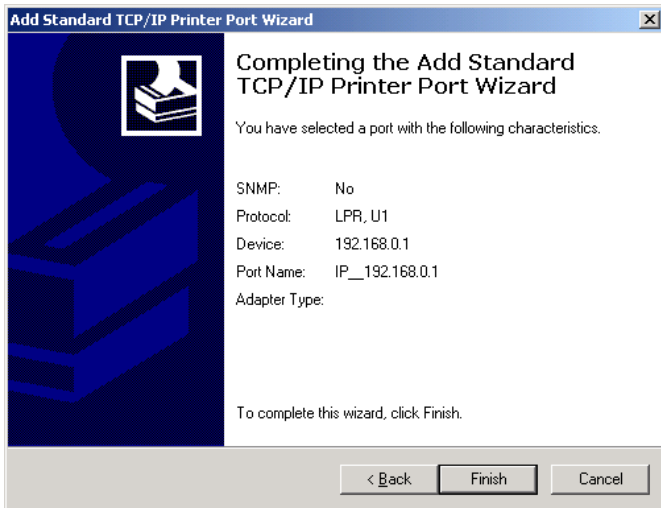 Add Standard TCP/IP Printer Port Wizard
Completing the Add Standard
TCP/IP Printer Port Wizard
You have selected a port with the following characteristics.
SNMP: No
Protocol: LPR, U1
Device: 192.168.0.1
Port Name: IP__192.168.0.1
Adapter Type:
To complete this wizard, click Finish.
< Back Finish Cancel